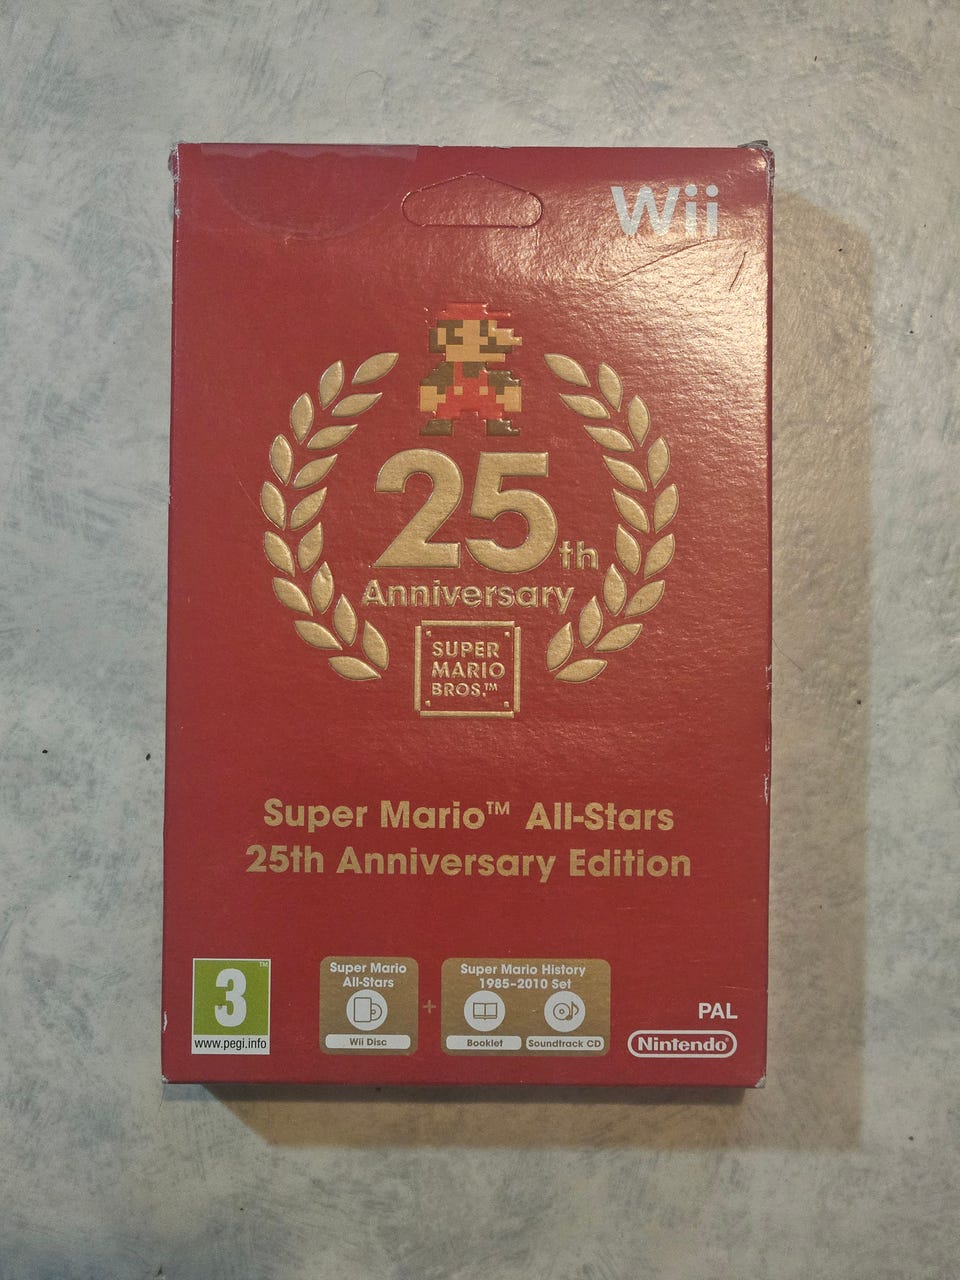 Wii
25th
Anniversary
SUPER
MARIO
BROS.™
Super Mario™ All-Stars
25th Anniversary Edition
3™
www.pegi.info
Super Mario
All-Stars
Wii Disc
+
Super Mario History
1985-2010 Set
Booklet
Soundtrack CD
PAL
Nintendo®